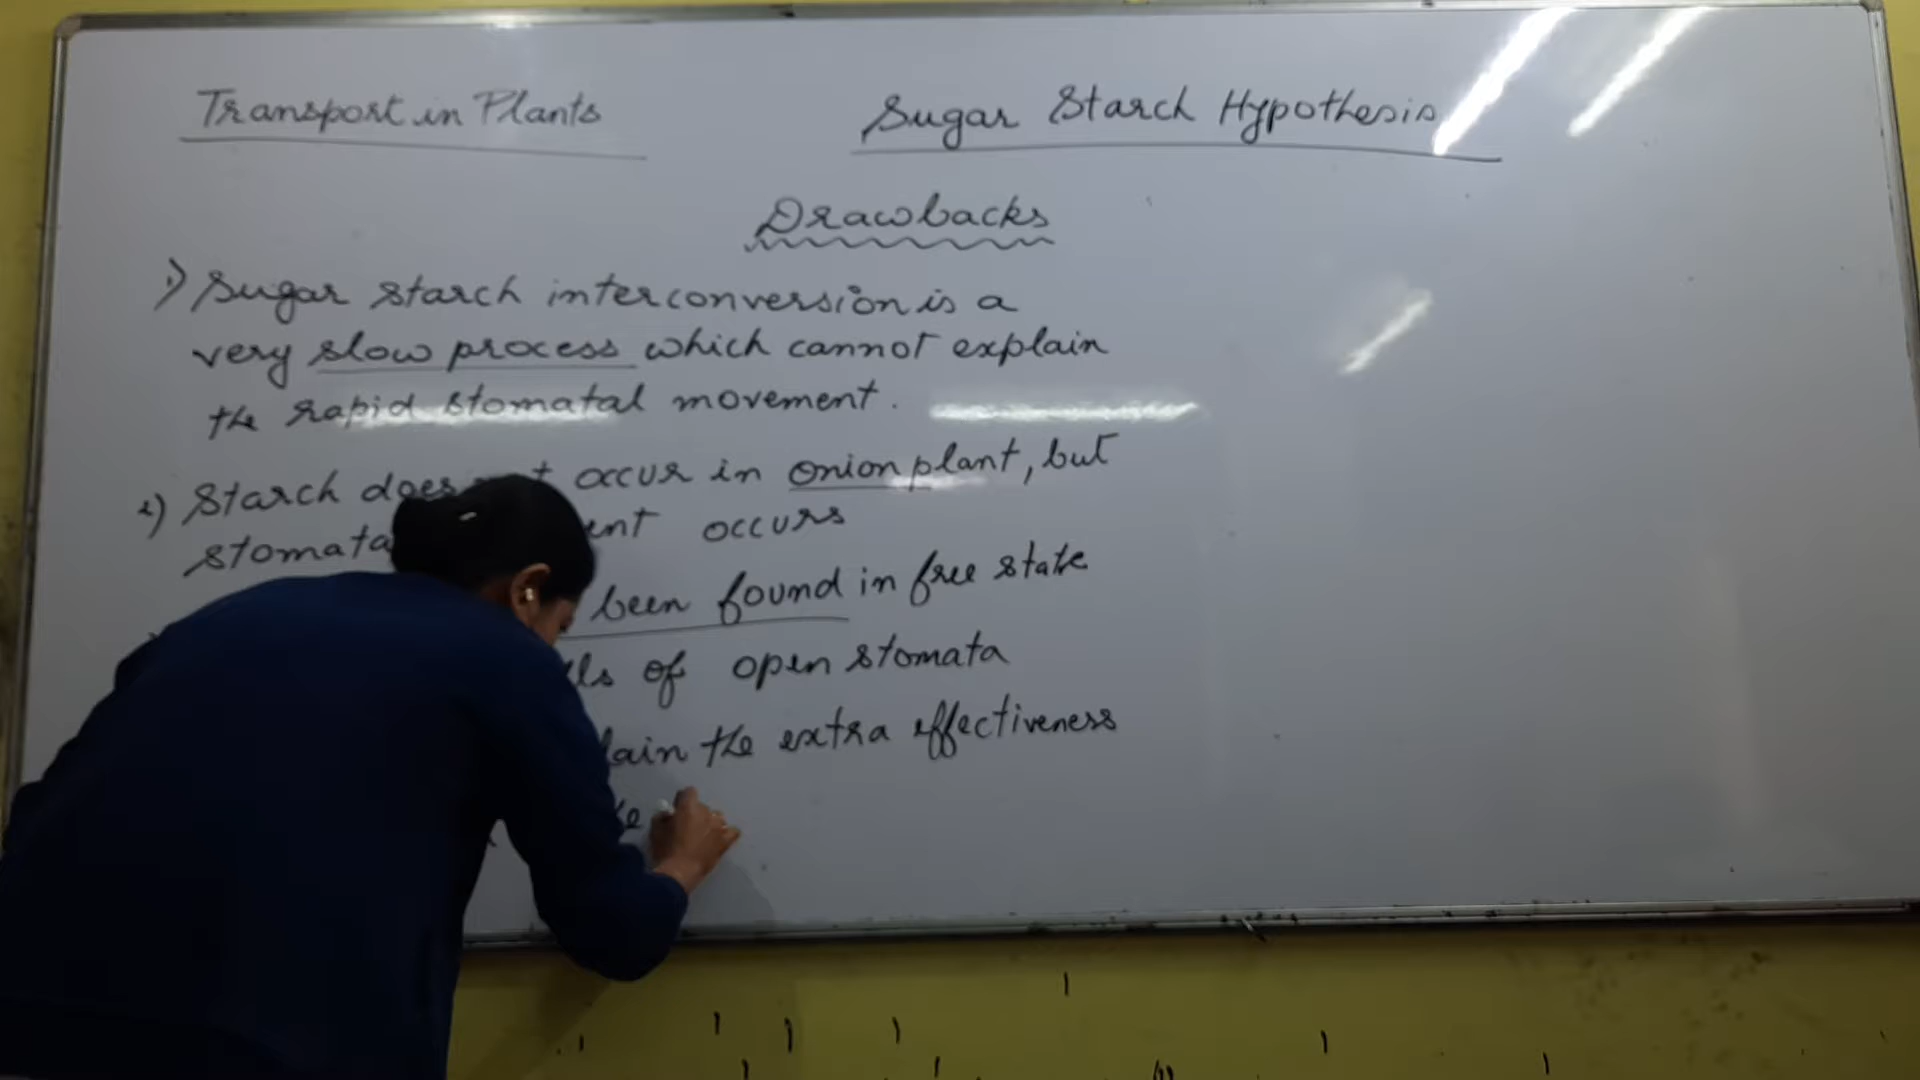 Transport in Plants
Sugar Starch Hypothesis
Drawbacks
1) Sugar starch interconversion is a
very slow process which cannot explain
the rapid stomatal movement.
2) Starch does occur in onion plant, but
occurs
been found in free state
of open stomata
the extra effectiveness